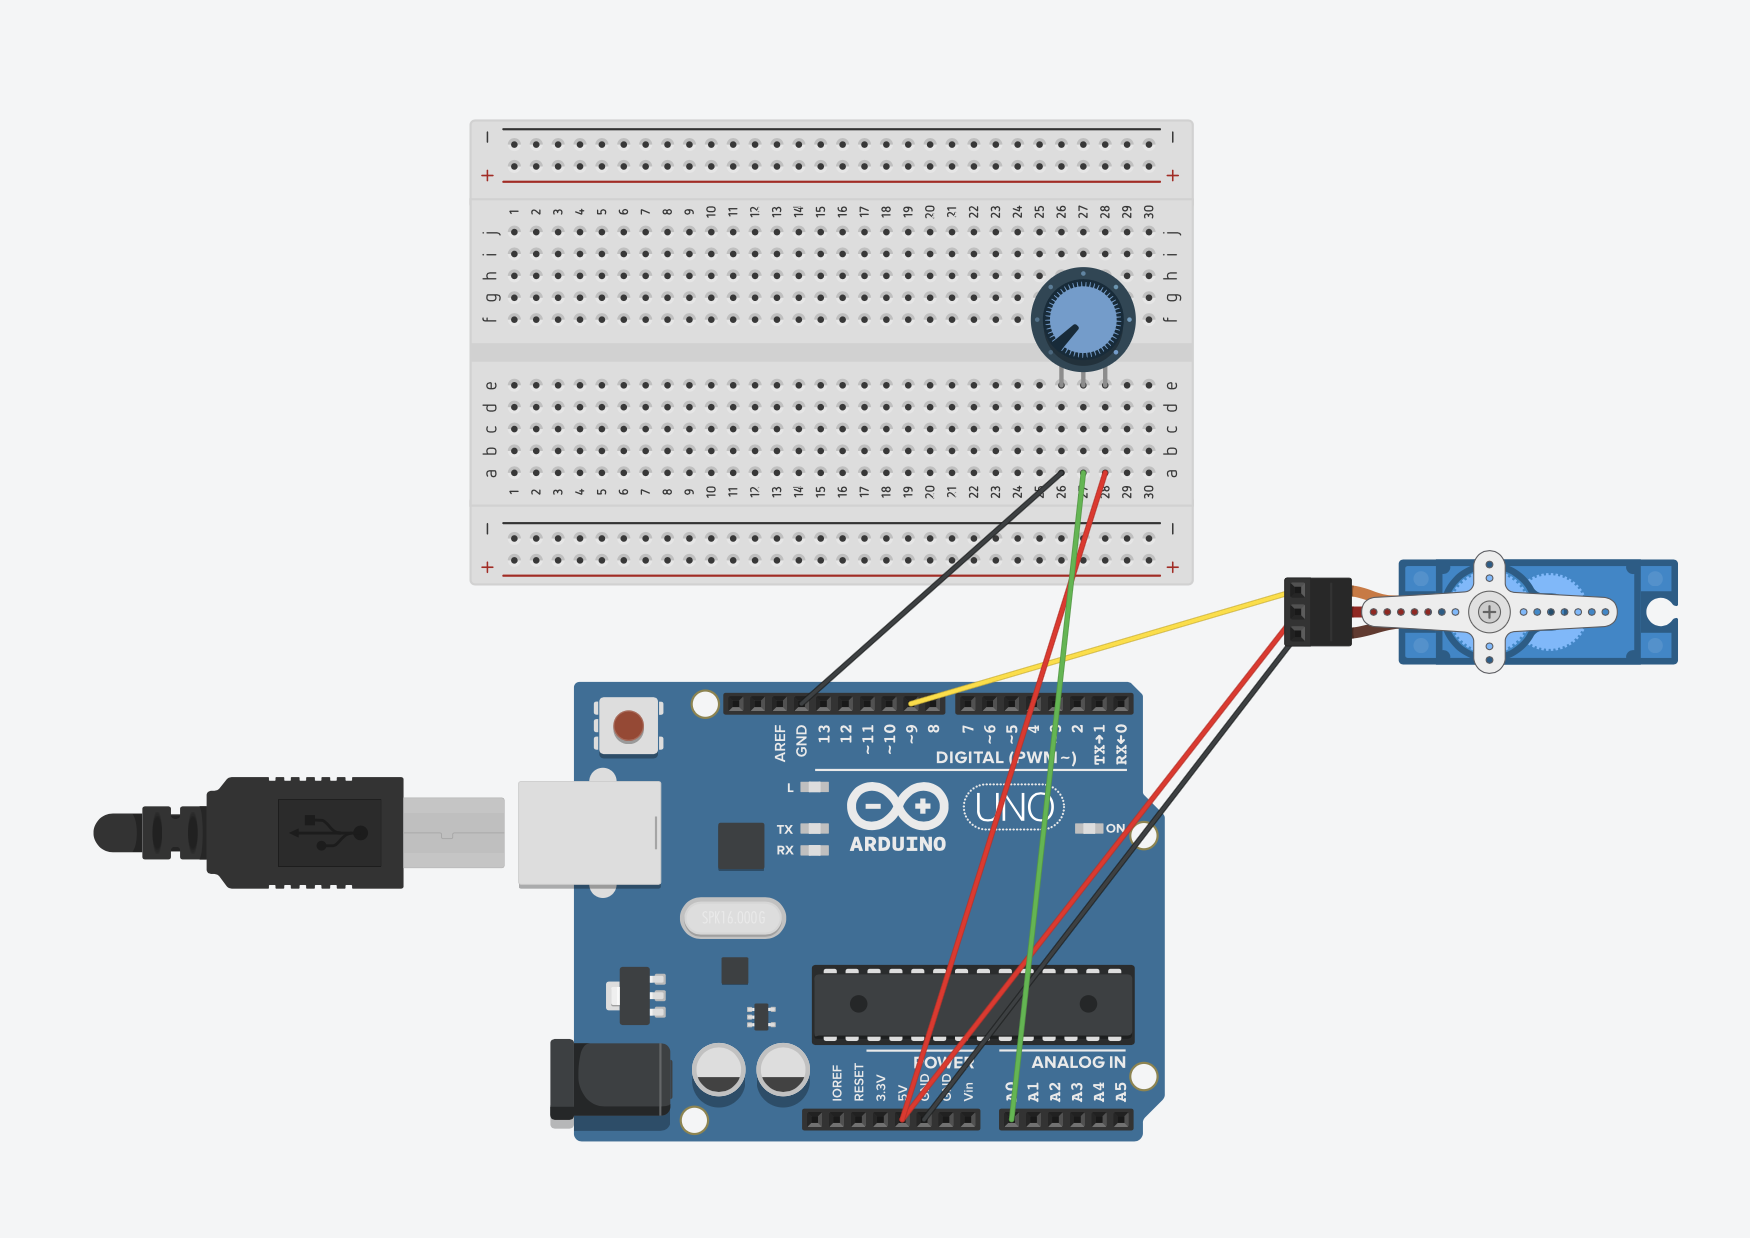 − −
+ +
1 2 3 4 5 6 7 8 9 10 11 12 13 14 15 16 17 18 19 20 21 22 23 24 25 26 27 28 29 30
j j
i i
h h
g g
f f
e e
d d
c c
b b
a a
1 2 3 4 5 6 7 8 9 10 11 12 13 14 15 16 17 18 19 20 21 22 23 24 25 26 27 28 29 30
− −
+ +
AREF GND 13 12 ~11 ~10 ~9 8 7 ~6 ~5 4 ~3 2 TX→1 RX←0
DIGITAL (PWM~)
L
UNO
TX
ON
RX
ARDUINO
SPK16.000G
POWER
ANALOG IN
IOREF RESET 3.3V 5V GND GND Vin A0 A1 A2 A3 A4 A5